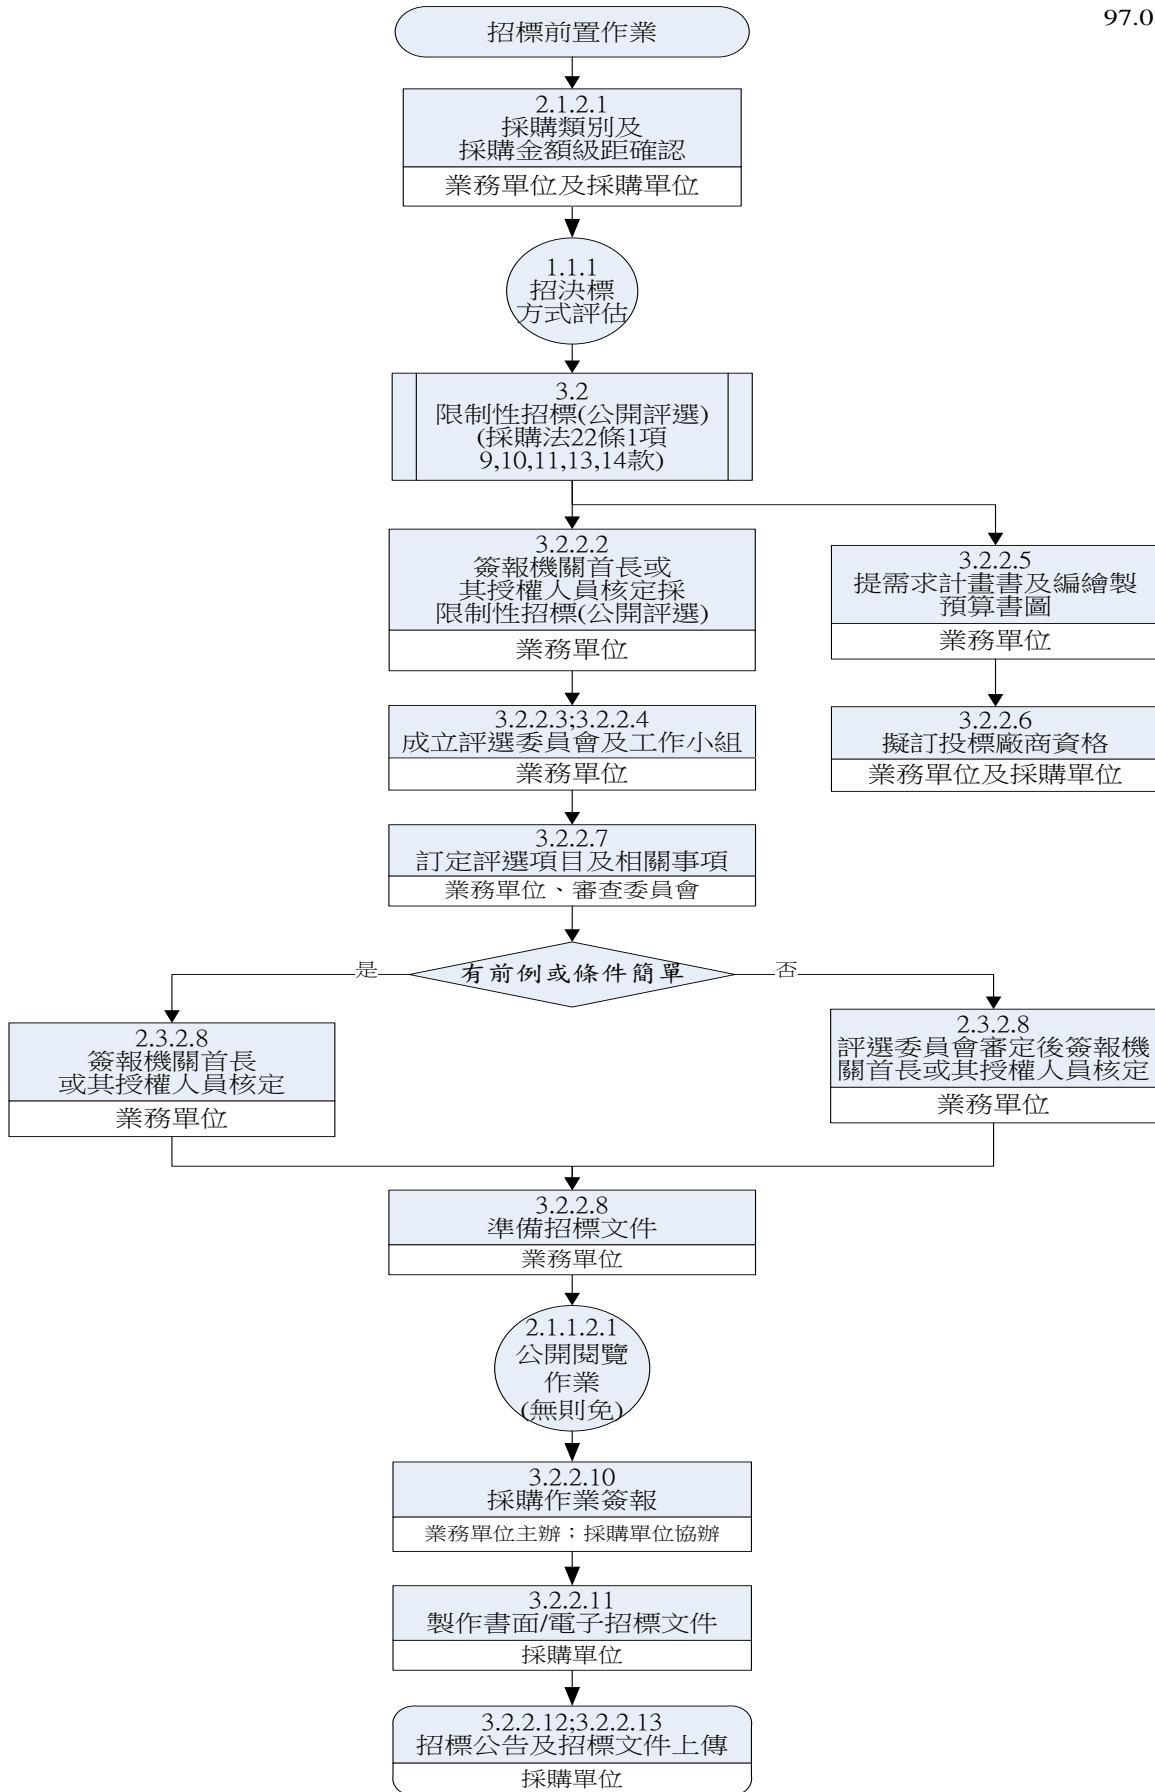 97.0
招標前置作業
2.1.2.1
採購類別及
採購金額級距確認
業務單位及採購單位
1.1.1
招決標
方式評估
3.2
限制性招標(公開評選)
(採購法22條1項
9,10,11,13,14款)
3.2.2.2
簽報機關首長或
其授權人員核定採
限制性招標(公開評選)
業務單位
3.2.2.5
提需求計畫書及編繪製
預算書圖
業務單位
3.2.2.3;3.2.2.4
成立評選委員會及工作小組
業務單位
3.2.2.6
擬訂投標廠商資格
業務單位及採購單位
3.2.2.7
訂定評選項目及相關事項
業務單位、審查委員會
有前例或條件簡單
是
否
2.3.2.8
簽報機關首長
或其授權人員核定
業務單位
2.3.2.8
評選委員會審定後簽報機
關首長或其授權人員核定
業務單位
3.2.2.8
準備招標文件
業務單位
2.1.1.2.1
公開閱覽
作業
(無則免)
3.2.2.10
採購作業簽報
業務單位主辦；採購單位協辦
3.2.2.11
製作書面/電子招標文件
採購單位
3.2.2.12;3.2.2.13
招標公告及招標文件上傳
採購單位